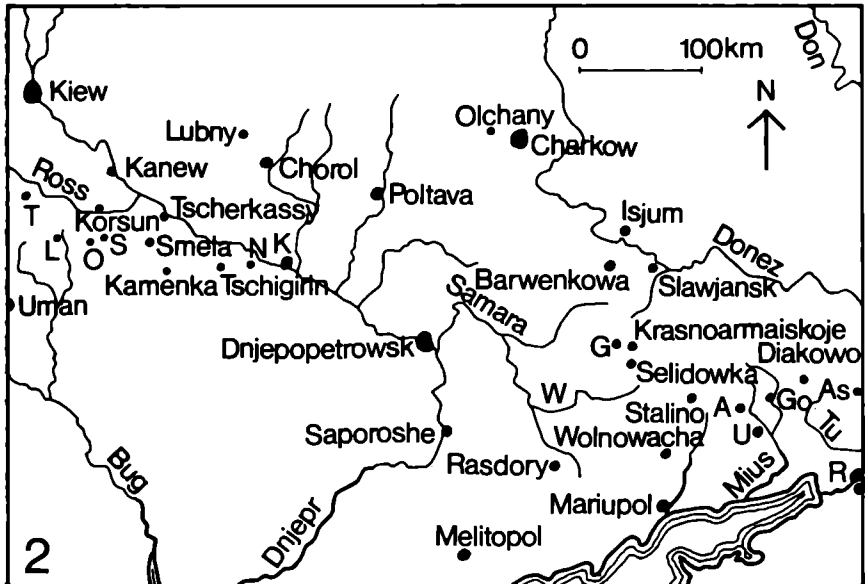 Don
0 100km
Kiew
N
Olchany
Lubny
Charkow
Kanew
Chorol
Ross
Poltava
T
Tscherkassy
Korsun
Isjum
L
O
S
Smela
N
K
Donez
Barwenkowa
Slawjansk
Kamenka
Tschigirin
Samara
Uman
Krasnoarmaiskoje
G
Dnjepopetrowsk
Diakowo
Selidowka
W
As
Go
Stalino
A
Tu
Saporoshe
Wolnowacha
U
Bug
Rasdory
Mius
R
Mariupol
Dnjepr
Melitopol
2